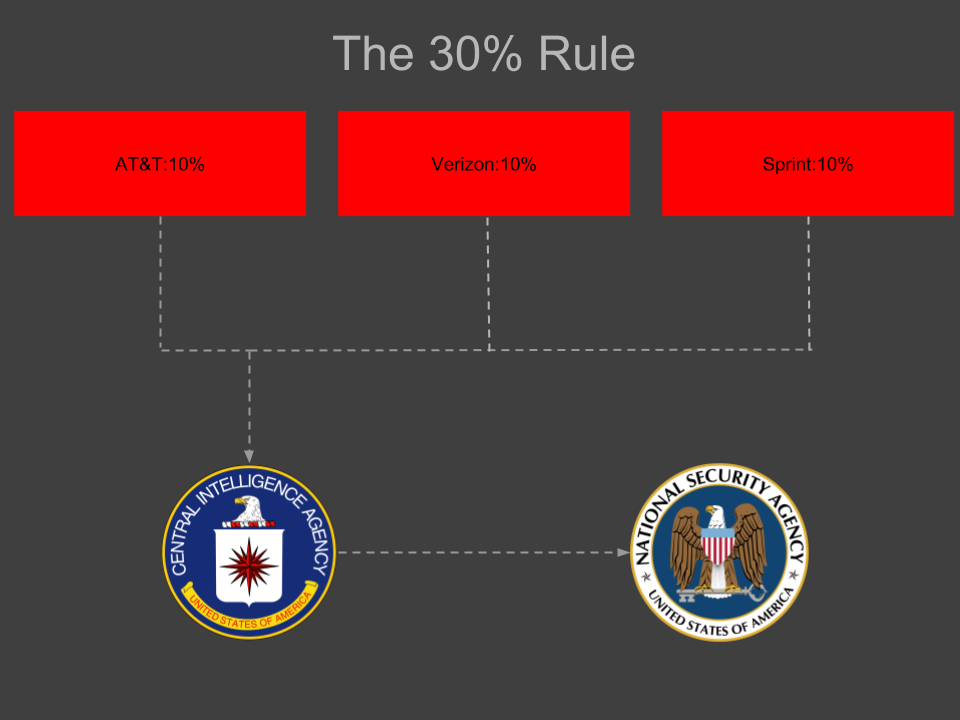 The 30% Rule
AT&T:10%
Verizon:10%
Sprint:10%
CENTRAL INTELLIGENCE AGENCY
UNITED STATES OF AMERICA
NATIONAL SECURITY AGENCY
UNITED STATES OF AMERICA